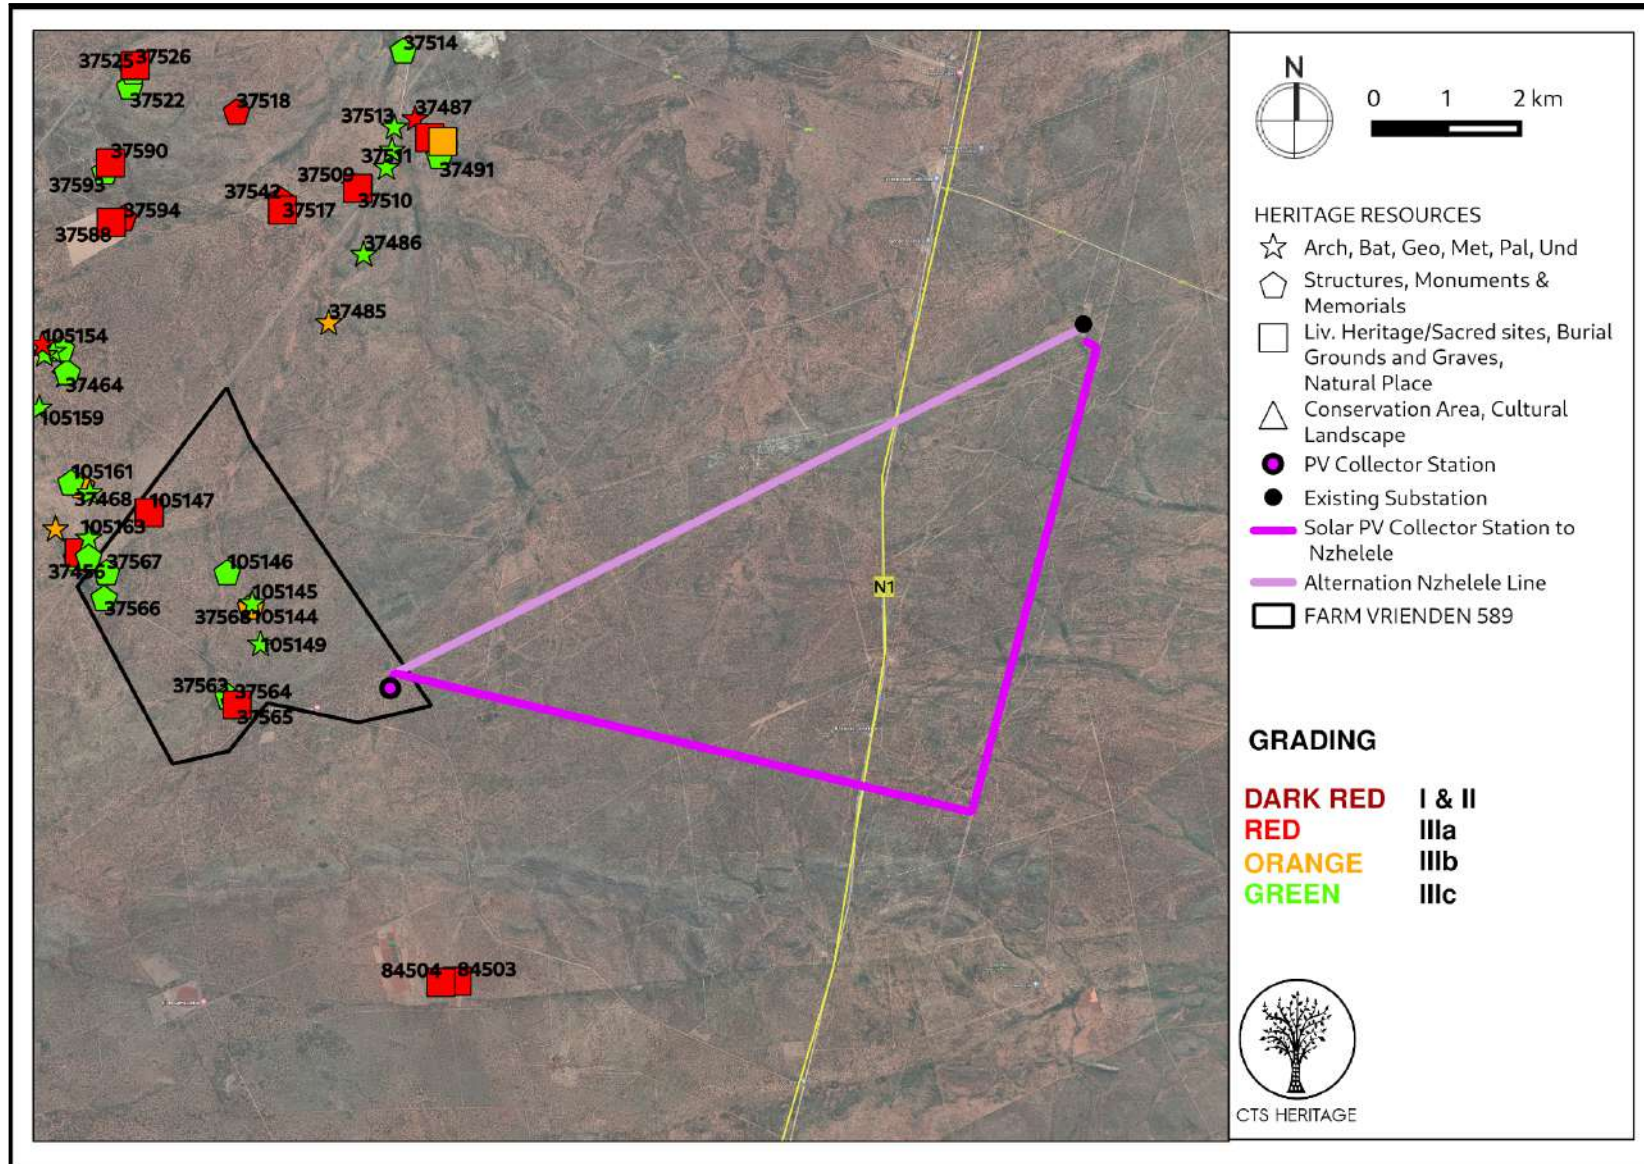 37514
37525
37526
37522
37518
37513
37487
37511
37491
37590
37593
37509
37510
37542
37517
37594
37588
37486
37485
105154
37464
105159
105161
37468
105147
105163
37456
37567
37566
105146
105145
37568
105144
105149
37563
37564
37565
N1
84504
84503
N
0 1 2 km
HERITAGE RESOURCES
Arch, Bat, Geo, Met, Pal, Und
Structures, Monuments &
Memorials
Liv. Heritage/Sacred sites, Burial
Grounds and Graves,
Natural Place
Conservation Area, Cultural
Landscape
PV Collector Station
Existing Substation
Solar PV Collector Station to
Nzhelele
Alternation Nzhelele Line
FARM VRIENDEN 589
GRADING
DARK RED I & II
RED IIIa
ORANGE IIIb
GREEN IIIc
CTS HERITAGE